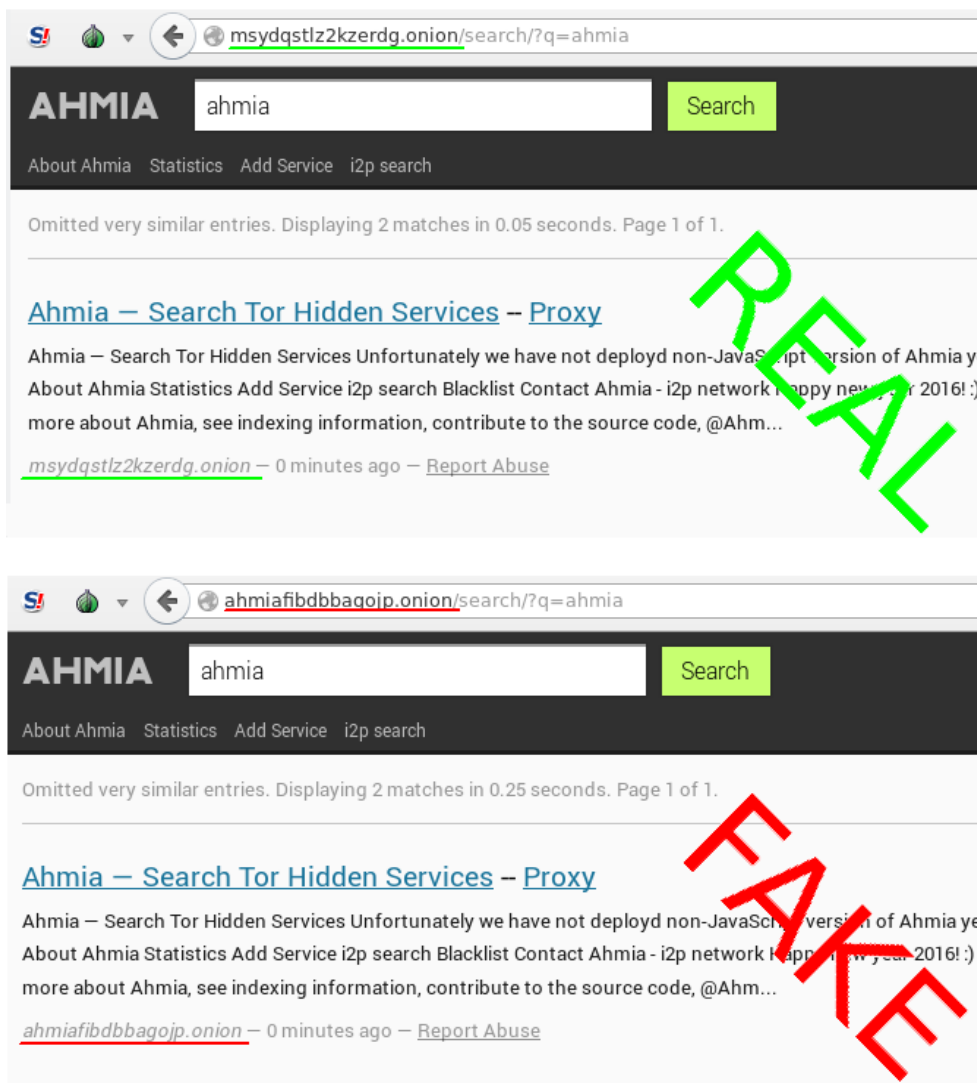 S!
msydqstlz2kzerdg.onion/search/?q=ahmia
AHMIA
ahmia
Search
About Ahmia Statistics Add Service i2p search
Omitted very similar entries. Displaying 2 matches in 0.05 seconds. Page 1 of 1.
Ahmia — Search Tor Hidden Services – Proxy
Ahmia — Search Tor Hidden Services Unfortunately we have not deployd non-JavaScript version of Ahmia y
About Ahmia Statistics Add Service i2p search Blacklist Contact Ahmia - i2p network Happy new year 2016! :)
more about Ahmia, see indexing information, contribute to the source code, @Ahm...
msydqstlz2kzerdg.onion — 0 minutes ago — Report Abuse
REAL
S!
ahmiafibdbbaqojp.onion/search/?q=ahmia
AHMIA
ahmia
Search
About Ahmia Statistics Add Service i2p search
Omitted very similar entries. Displaying 2 matches in 0.25 seconds. Page 1 of 1.
Ahmia — Search Tor Hidden Services – Proxy
Ahmia — Search Tor Hidden Services Unfortunately we have not deployd non-JavaScript version of Ahmia ye
About Ahmia Statistics Add Service i2p search Blacklist Contact Ahmia - i2p network Happy new year 2016! :)
more about Ahmia, see indexing information, contribute to the source code, @Ahm...
ahmiafibdbbaqojp.onion — 0 minutes ago — Report Abuse
FAKE